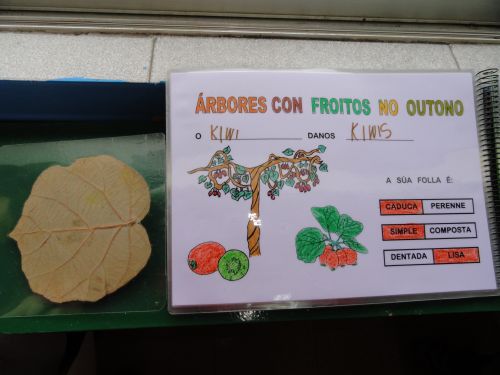 ÁRBORES CON FROITOS NO OUTONO
O KIWI DANOS KIWIS
A SÚA FOLLA É:
CADUCA PERENNE
SIMPLE COMPOSTA
DENTADA LISA